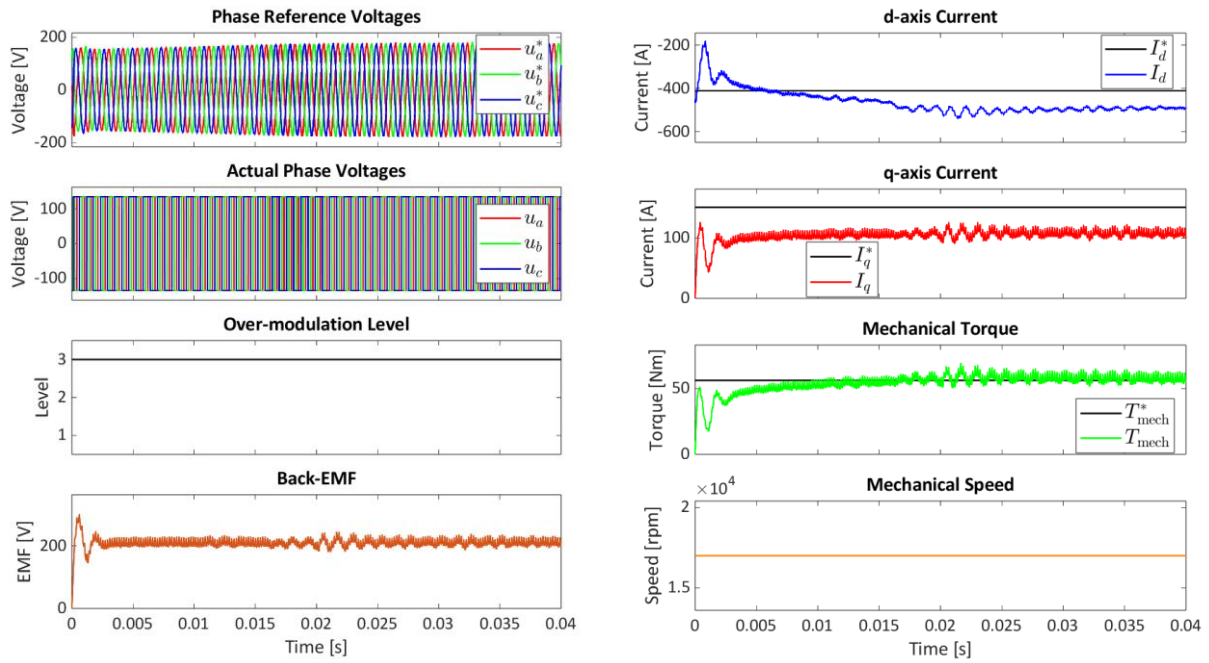 Phase Reference Voltages
200
0
-200
Voltage [V]
u*a
u*b
u*c
Actual Phase Voltages
100
0
-100
Voltage [V]
ua
ub
uc
Over-modulation Level
3
2
1
Level
Back-EMF
200
0
EMF [V]
0 0.005 0.01 0.015 0.02 0.025 0.03 0.035 0.04
Time [s]
d-axis Current
-200
-400
-600
Current [A]
I*d
Id
q-axis Current
100
0
Current [A]
I*q
Iq
Mechanical Torque
50
0
Torque [Nm]
T*mech
Tmech
Mechanical Speed
×10⁴
2
1.5
Speed [rpm]
0 0.005 0.01 0.015 0.02 0.025 0.03 0.035 0.04
Time [s]